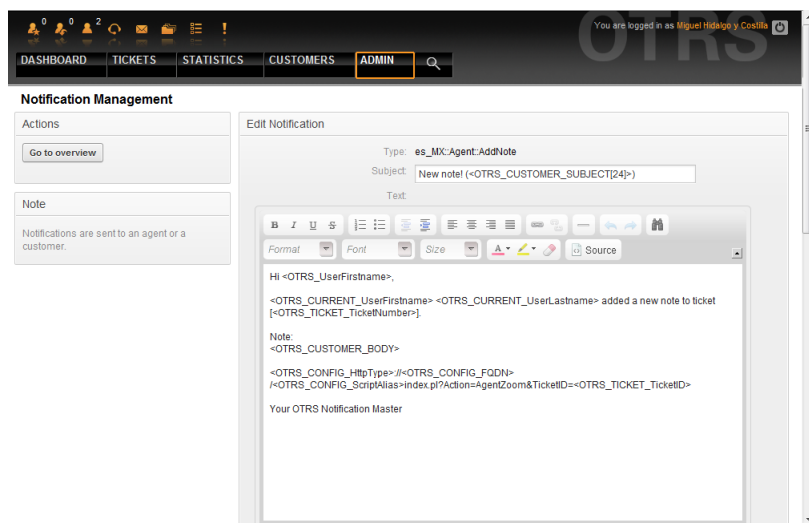 0 0 2
You are logged in as Miguel Hidalgo y Costilla
OTRS
DASHBOARD TICKETS STATISTICS CUSTOMERS ADMIN
Notification Management
Actions
Go to overview
Note
Notifications are sent to an agent or a
customer.
Edit Notification
Type: es_MX::Agent::AddNote
Subject: New note! (<OTRS_CUSTOMER_SUBJECT[24]>)
Text:
B I U S
Format Font Size A Source
Hi <OTRS_UserFirstname>,
<OTRS_CURRENT_UserFirstname> <OTRS_CURRENT_UserLastname> added a new note to ticket
[<OTRS_TICKET_TicketNumber>].
Note:
<OTRS_CUSTOMER_BODY>
<OTRS_CONFIG_HttpType>://<OTRS_CONFIG_FQDN>
/<OTRS_CONFIG_ScriptAlias>index.pl?Action=AgentZoom&TicketID=<OTRS_TICKET_TicketID>
Your OTRS Notification Master